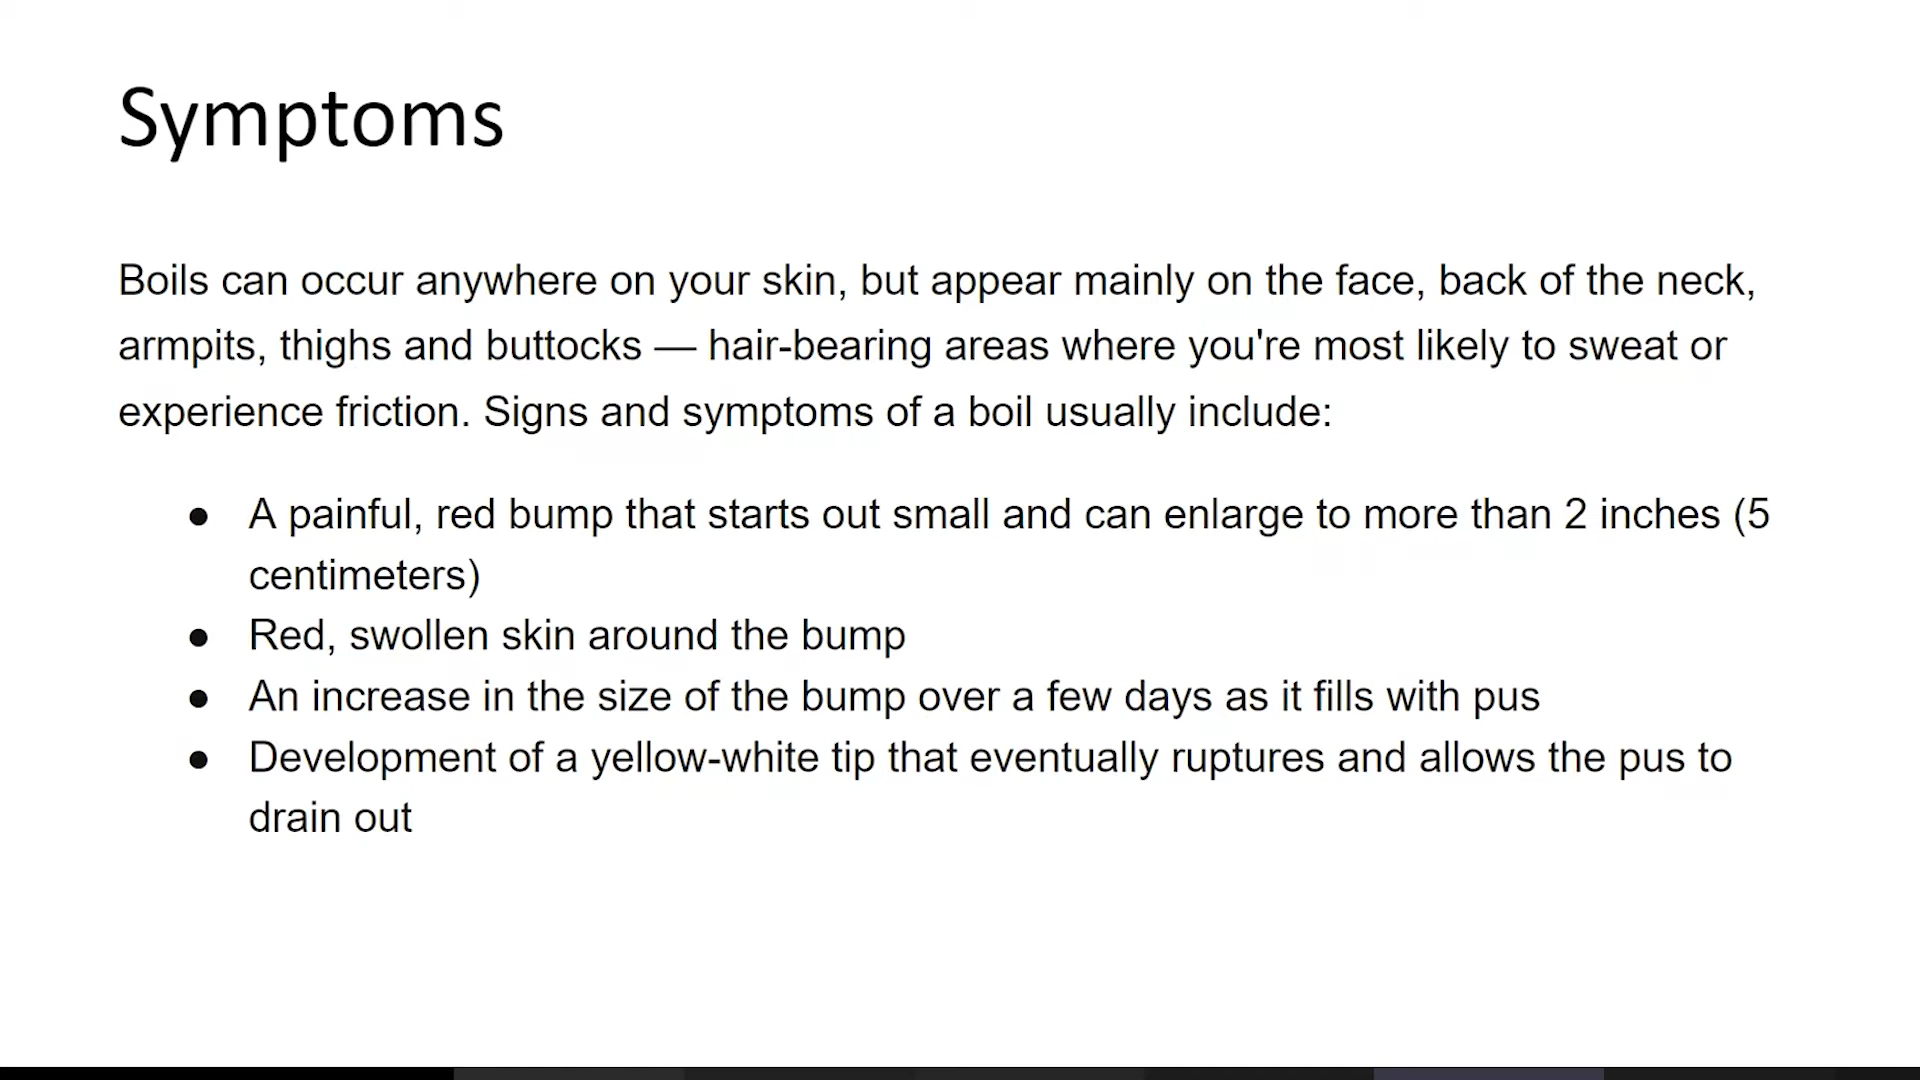 Symptoms
Boils can occur anywhere on your skin, but appear mainly on the face, back of the neck,
armpits, thighs and buttocks — hair-bearing areas where you're most likely to sweat or
experience friction. Signs and symptoms of a boil usually include:
● A painful, red bump that starts out small and can enlarge to more than 2 inches (5
centimeters)
● Red, swollen skin around the bump
● An increase in the size of the bump over a few days as it fills with pus
● Development of a yellow-white tip that eventually ruptures and allows the pus to
drain out